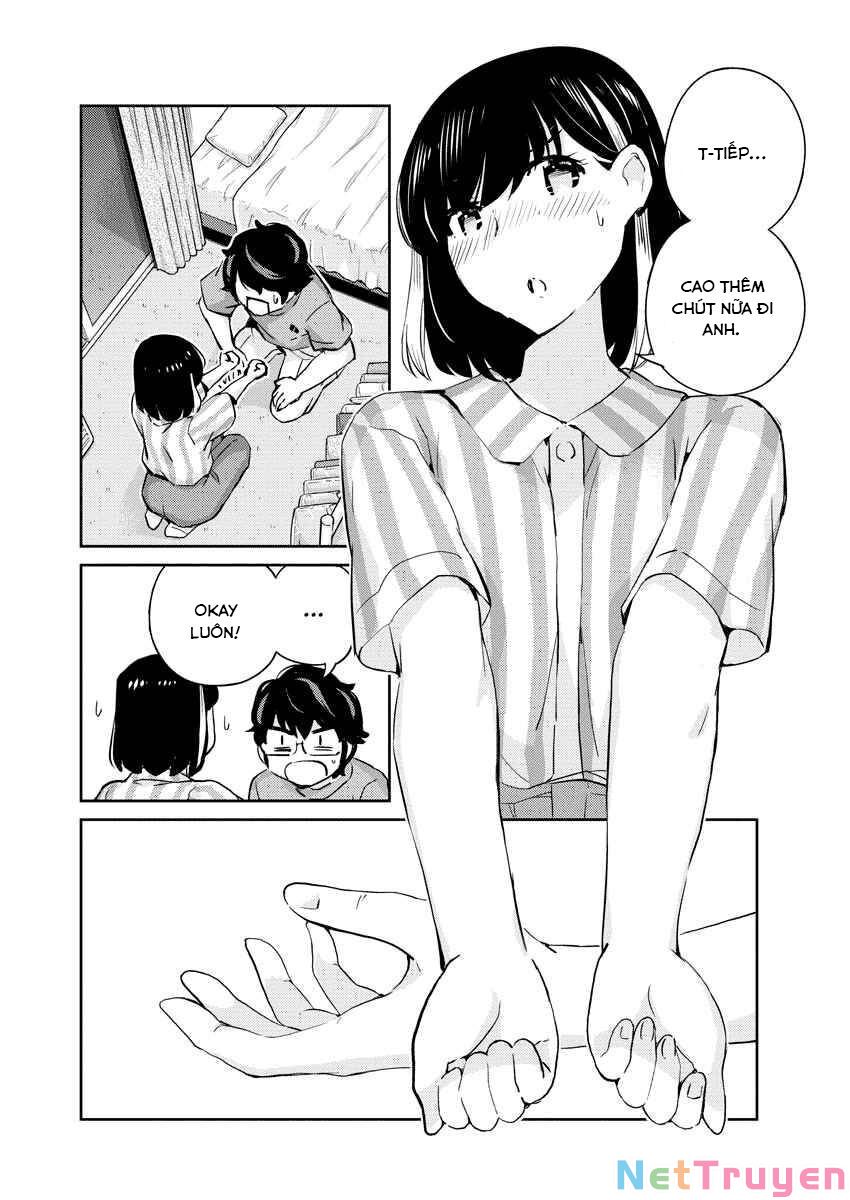 T-TIẾP...
CAO THÊM
CHÚT NỮA ĐI
ANH.
...
OKAY
LUÔN!
NetTruyen